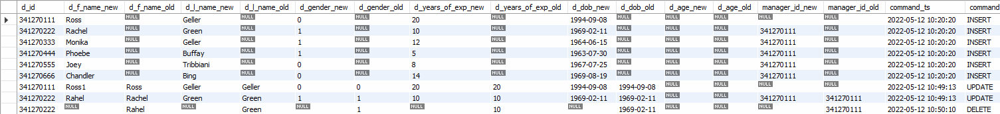 d_id d_f_name_new d_f_name_old d_l_name_new d_l_name_old d_gender_new d_gender_old d_years_of_exp_new d_years_of_exp_old d_dob_new d_dob_old d_age_new d_age_old manager_id_new manager_id_old command_ts command
341270111 Ross NULL Geller NULL 0 NULL 20 NULL 1994-09-08 NULL NULL NULL NULL NULL 2022-05-12 10:20:20 INSERT
341270222 Rachel NULL Green NULL 1 NULL 10 NULL 1969-02-11 NULL NULL NULL 341270111 NULL 2022-05-12 10:20:20 INSERT
341270333 Monika NULL Geller NULL 1 NULL 12 NULL 1964-06-15 NULL NULL NULL 341270111 NULL 2022-05-12 10:20:20 INSERT
341270444 Phoebe NULL Buffay NULL 1 NULL 5 NULL 1963-07-30 NULL NULL NULL 341270111 NULL 2022-05-12 10:20:20 INSERT
341270555 Joey NULL Tribbiani NULL 0 NULL 8 NULL 1967-07-25 NULL NULL NULL 341270111 NULL 2022-05-12 10:20:20 INSERT
341270666 Chandler NULL Bing NULL 0 NULL 14 NULL 1969-08-19 NULL NULL NULL 341270111 NULL 2022-05-12 10:20:20 INSERT
341270111 Ross1 Ross Geller Geller 0 0 20 20 1994-09-08 1994-09-08 NULL NULL NULL NULL 2022-05-12 10:49:13 UPDATE
341270222 Rahel Rachel Green Green 1 1 10 10 1969-02-11 1969-02-11 NULL NULL 341270111 341270111 2022-05-12 10:49:13 UPDATE
341270222 NULL Rahel NULL Green NULL 1 NULL 10 NULL 1969-02-11 NULL NULL NULL 341270111 2022-05-12 10:50:10 DELETE